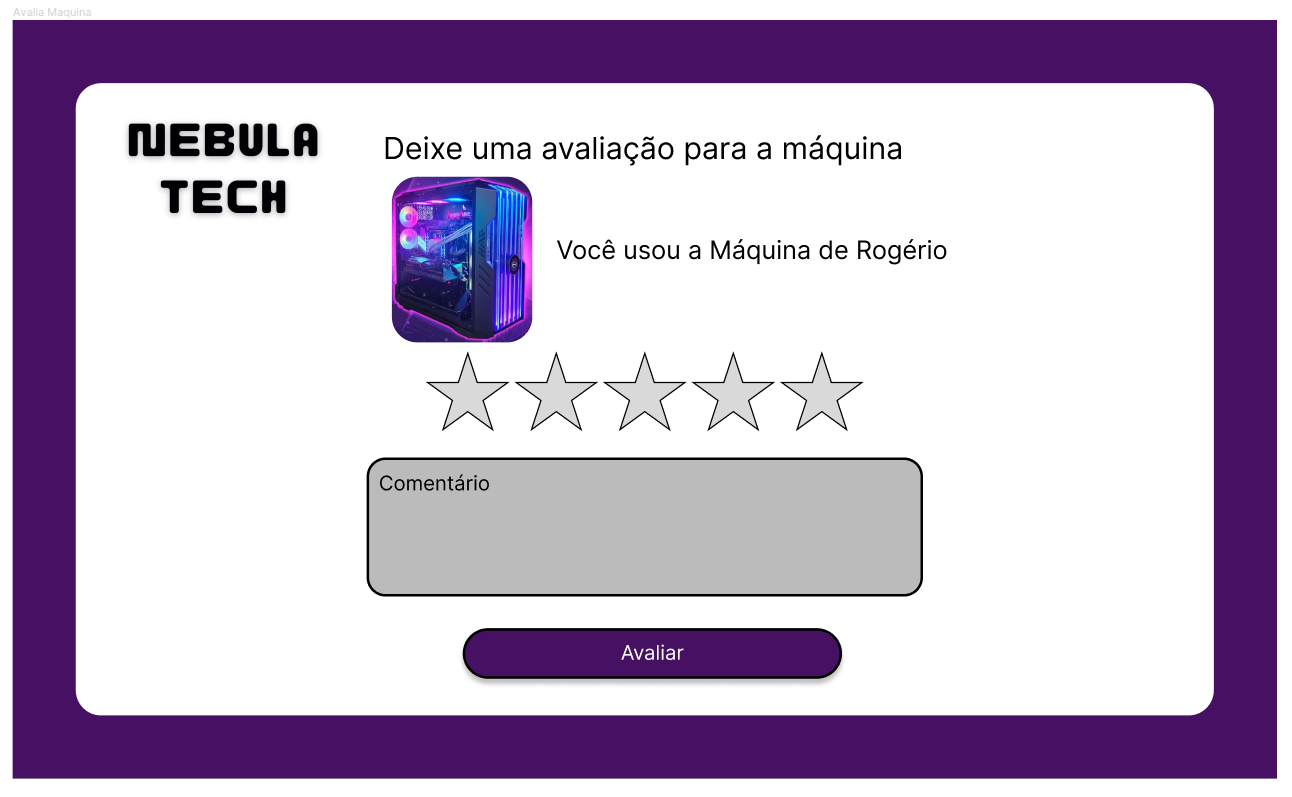 Avalia Maquina
NEBULA
TECH
Deixe uma avaliação para a máquina
Você usou a Máquina de Rogério
Comentário
Avaliar